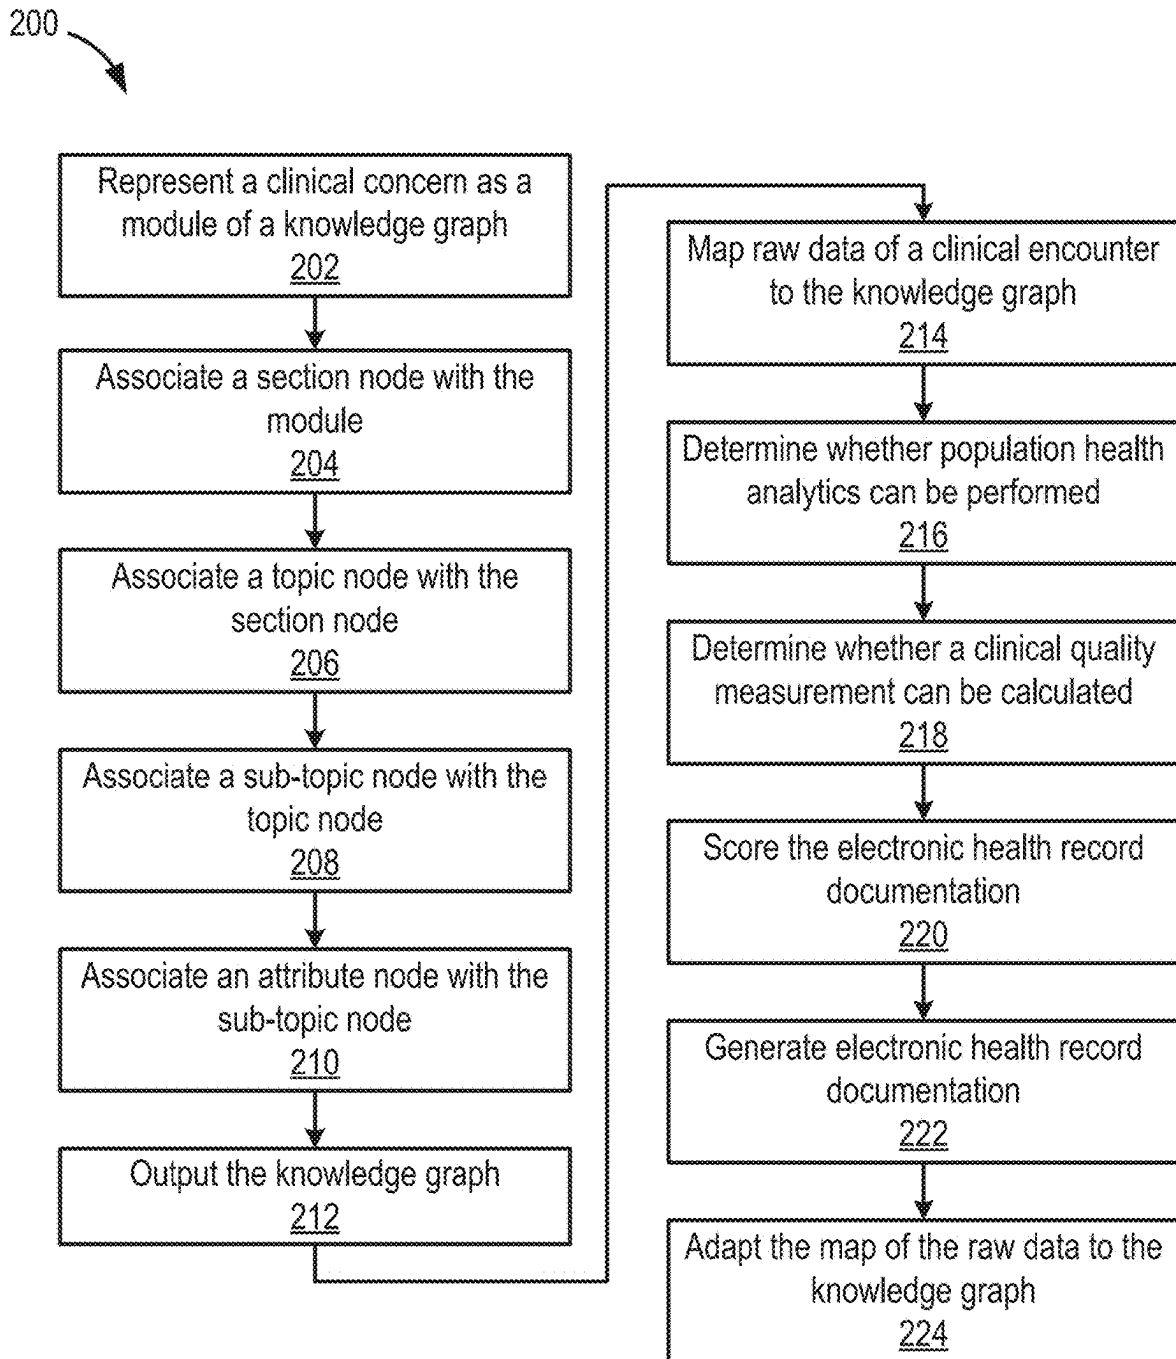 200
Represent a clinical concern as a
module of a knowledge graph
202
Associate a section node with the
module
204
Associate a topic node with the
section node
206
Associate a sub-topic node with the
topic node
208
Associate an attribute node with the
sub-topic node
210
Output the knowledge graph
212
Map raw data of a clinical encounter
to the knowledge graph
214
Determine whether population health
analytics can be performed
216
Determine whether a clinical quality
measurement can be calculated
218
Score the electronic health record
documentation
220
Generate electronic health record
documentation
222
Adapt the map of the raw data to the
knowledge graph
224